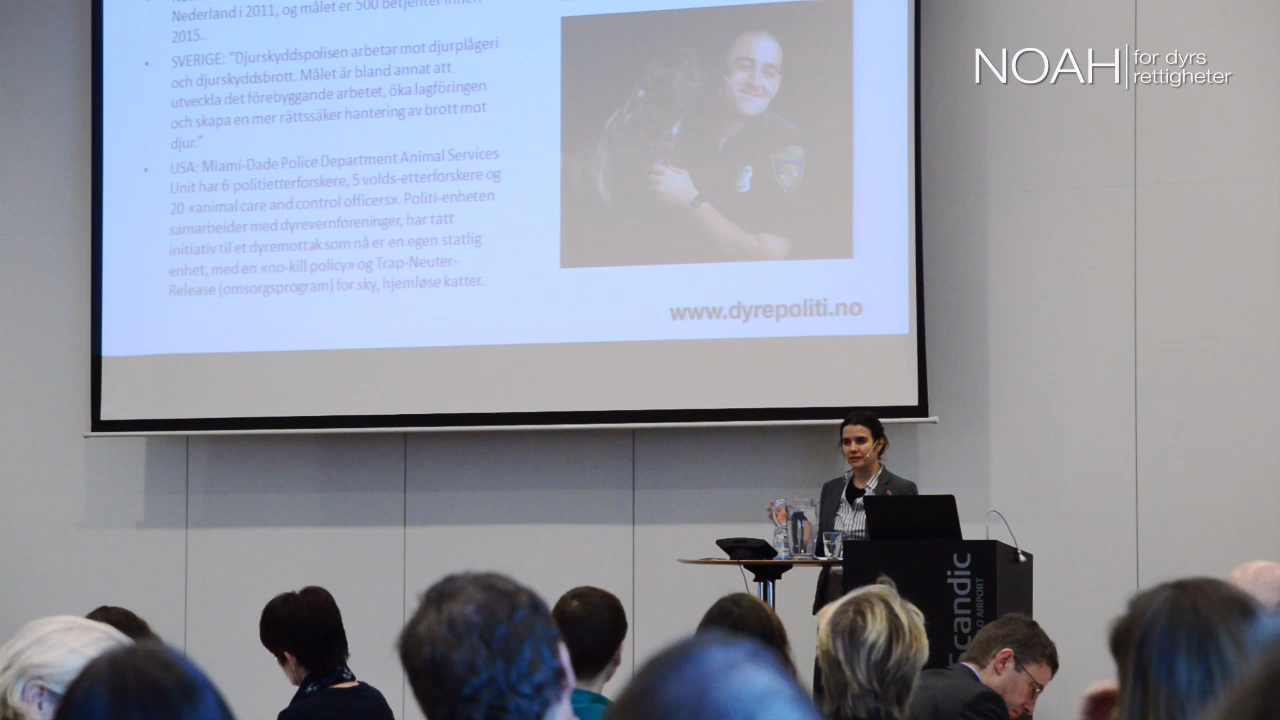 Nederland i 2011, og målet er 500 betjenter innen
2015.
• SVERIGE: “Djurskyddspolisen arbetar mot djurplågeri
och djurskyddsbrott. Målet är bland annat att
utveckla det förebyggande arbetet, öka lagföringen
och skapa en mer rättssäker hantering av brott mot
djur.”
• USA: Miami-Dade Police Department Animal Services
Unit har 6 politietterforskere, 5 volds-etterforskere og
20 «animal care and control officers». Politi-enheten
samarbeider med dyrevernforeninger, har tatt
initiativ til et dyremottak som nå er en egen statlig
enhet, med en «no-kill policy» og Trap-Neuter-
Release (omsorgsprogram) for sky, hjemløse katter.
www.dyrepoliti.no
NOAH for dyrs
rettigheter
scandic
AIRPORT